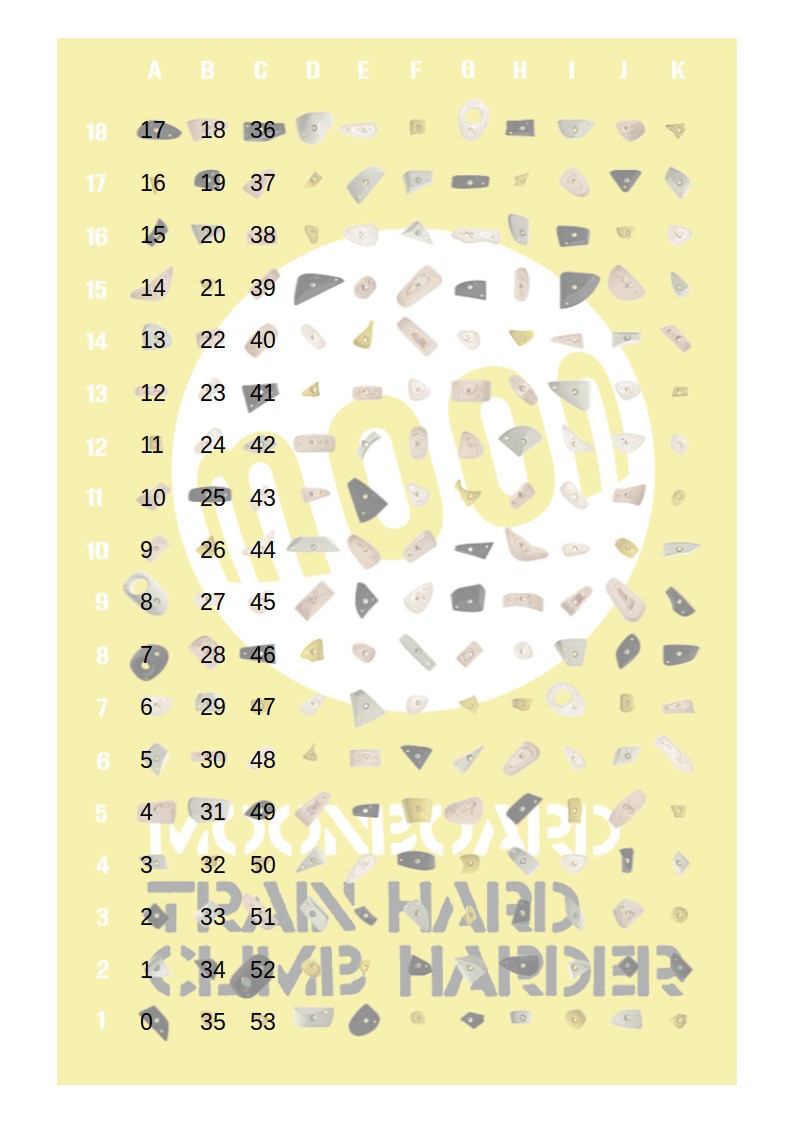 A B C D E F G H I J K
18 17 18 36
17 16 19 37
16 15 20 38
15 14 21 39
14 13 22 40
13 12 23 41
12 11 24 42
11 10 25 43
10 9 26 44
9 8 27 45
8 7 28 46
7 6 29 47
6 5 30 48
5 4 31 49
4 3 32 50
3 2 33 51
2 1 34 52
1 0 35 53
moon
MOONBOARD
TRAIN HARD
CLIMB HARDER